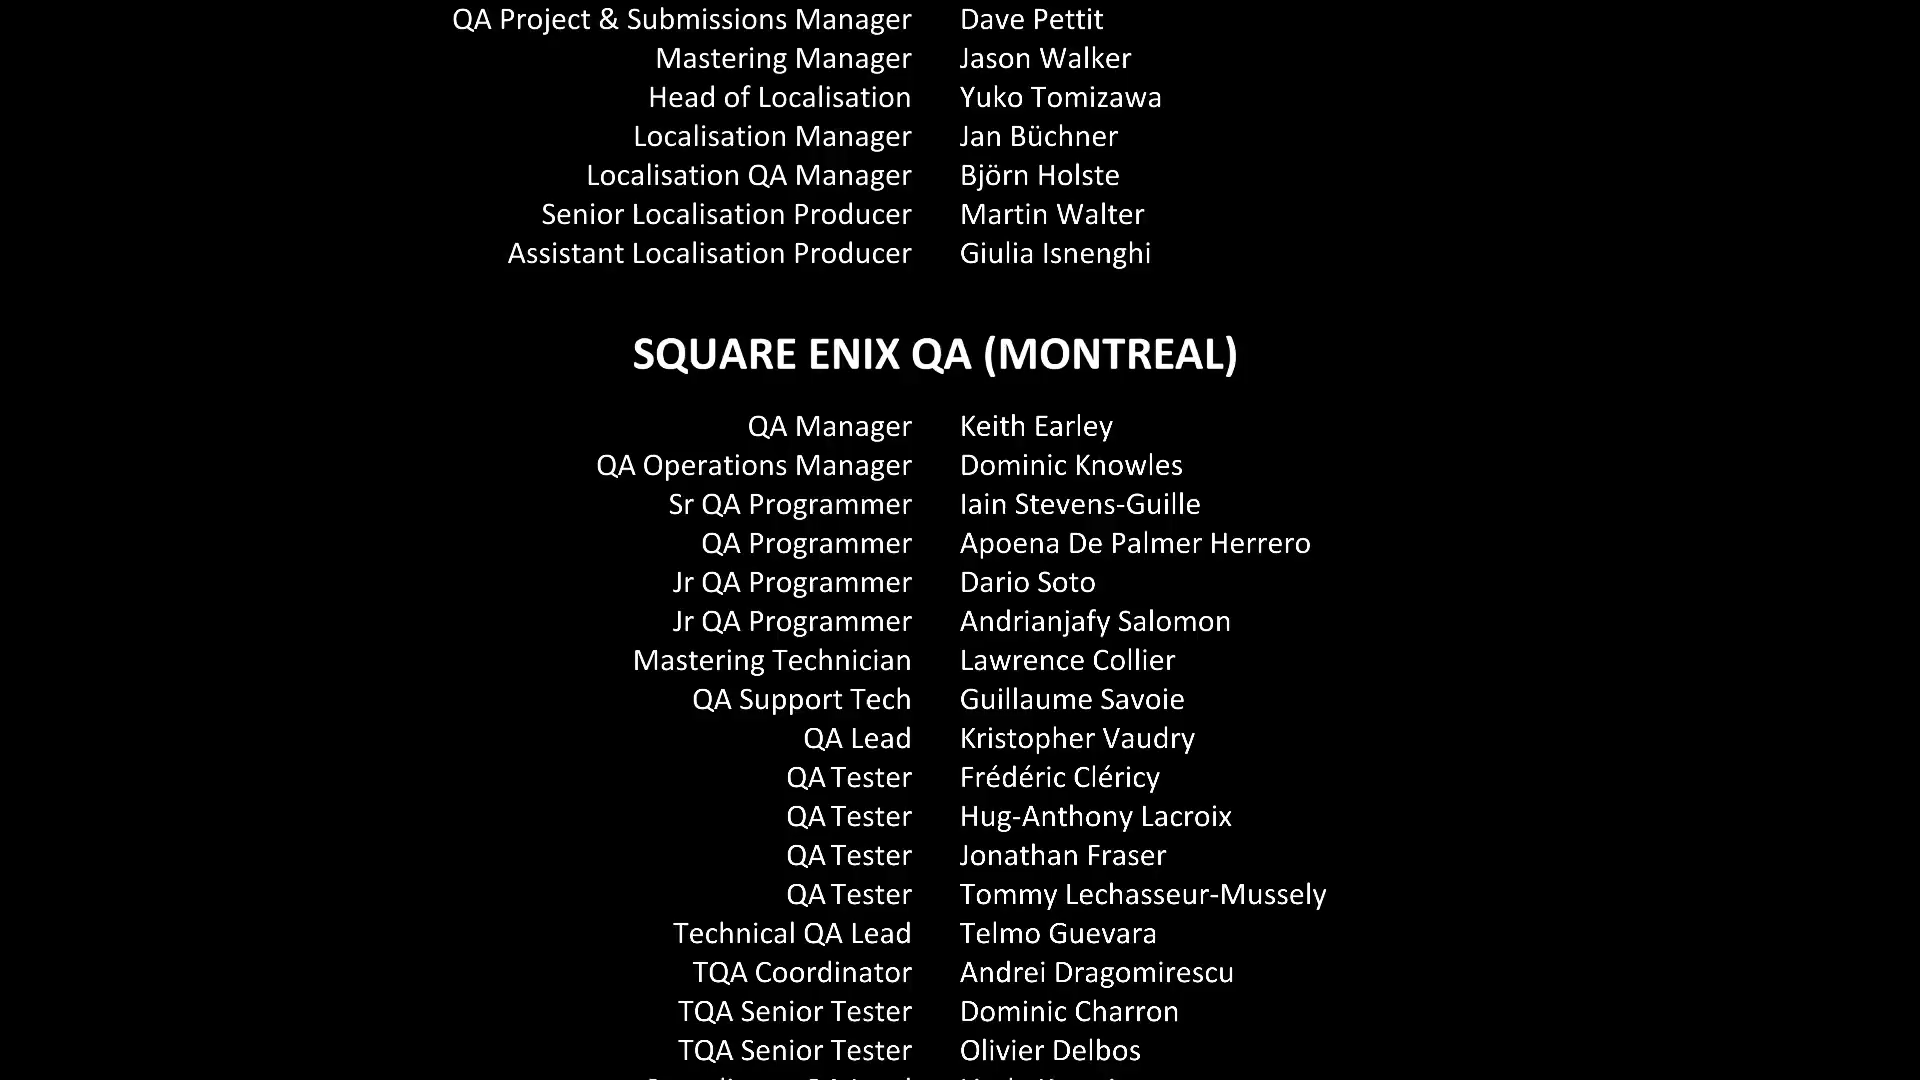 QA Project & Submissions Manager Dave Pettit
Mastering Manager Jason Walker
Head of Localisation Yuko Tomizawa
Localisation Manager Jan Büchner
Localisation QA Manager Björn Holste
Senior Localisation Producer Martin Walter
Assistant Localisation Producer Giulia Isnenghi
SQUARE ENIX QA (MONTREAL)
QA Manager Keith Earley
QA Operations Manager Dominic Knowles
Sr QA Programmer Iain Stevens-Guille
QA Programmer Apoena De Palmer Herrero
Jr QA Programmer Dario Soto
Jr QA Programmer Andrianjafy Salomon
Mastering Technician Lawrence Collier
QA Support Tech Guillaume Savoie
QA Lead Kristopher Vaudry
QA Tester Frédéric Cléricy
QA Tester Hug-Anthony Lacroix
QA Tester Jonathan Fraser
QA Tester Tommy Lechasseur-Mussely
Technical QA Lead Telmo Guevara
TQA Coordinator Andrei Dragomirescu
TQA Senior Tester Dominic Charron
TQA Senior Tester Olivier Delbos